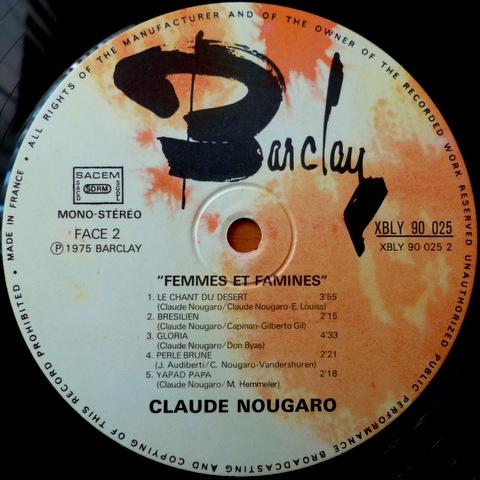 Barclay
ALL RIGHTS OF THE MANUFACTURER AND OF THE OWNER OF THE RECORDED WORK RESERVED UNAUTHORIZED PUBLIC PERFORMANCE BROADCASTING AND COPYING OF THIS RECORD PROHIBITED • MADE IN FRANCE •
SACEM
SACD
SDRM
SGDL
MONO-STÉRÉO
FACE 2
Ⓟ 1975 BARCLAY
XBLY 90 025
XBLY 90 025 2
"FEMMES ET FAMINES"
1. LE CHANT DU DESERT 3'55
(Claude Nougaro/Claude Nougaro-E. Louiss)
2. BRESILIEN 2'15
(Claude Nougaro/Capinan-Gilberto Gil)
3. GLORIA 4'33
(Claude Nougaro/Don Byas)
4. PERLE BRUNE 2'21
(J. Audiberti/C. Nougaro-Vandershuren)
5. YAPAD PAPA 2'18
(Claude Nougaro/M. Hemmeler)
CLAUDE NOUGARO